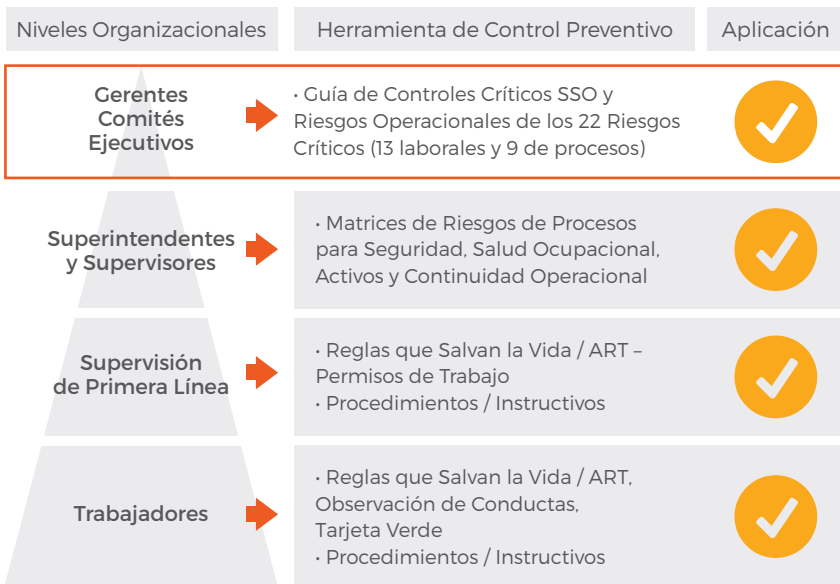 Niveles Organizacionales
Herramienta de Control Preventivo
Aplicación
Gerentes
Comités
Ejecutivos
• Guía de Controles Críticos SSO y
Riesgos Operacionales de los 22 Riesgos
Críticos (13 laborales y 9 de procesos)
Superintendentes
y Supervisores
• Matrices de Riesgos de Procesos
para Seguridad, Salud Ocupacional,
Activos y Continuidad Operacional
Supervisión
de Primera Línea
• Reglas que Salvan la Vida / ART –
Permisos de Trabajo
• Procedimientos / Instructivos
Trabajadores
• Reglas que Salvan la Vida / ART,
Observación de Conductas,
Tarjeta Verde
• Procedimientos / Instructivos